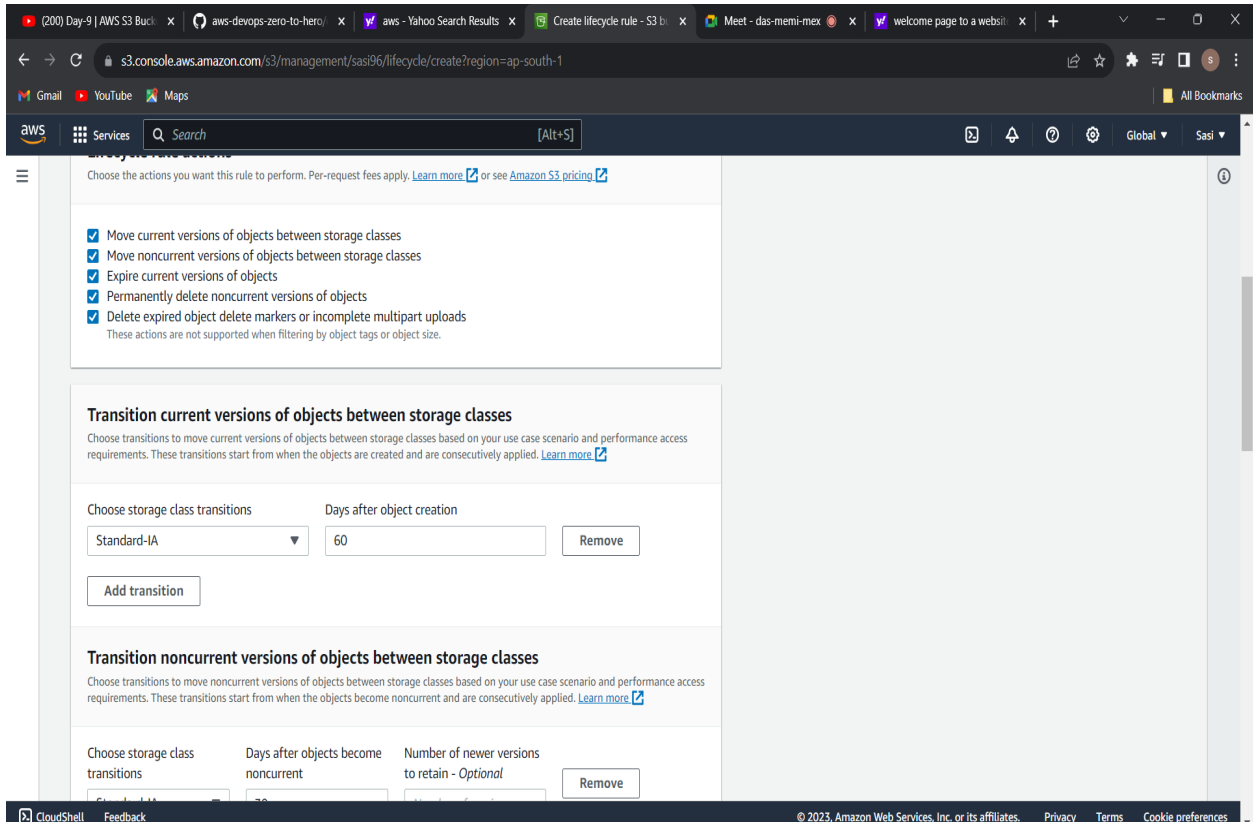 (200) Day-9 | AWS S3 Buck
aws-devops-zero-to-hero/
aws - Yahoo Search Results
Create lifecycle rule - S3 bu
Meet - das-memi-mex
welcome page to a websit
s3.console.aws.amazon.com/s3/management/sasi96/lifecycle/create?region=ap-south-1
Gmail YouTube Maps All Bookmarks
aws Services Search [Alt+S] Global ▼ Sasi ▼
Lifecycle rule actions
Choose the actions you want this rule to perform. Per-request fees apply. Learn more or see Amazon S3 pricing
Move current versions of objects between storage classes
Move noncurrent versions of objects between storage classes
Expire current versions of objects
Permanently delete noncurrent versions of objects
Delete expired object delete markers or incomplete multipart uploads
These actions are not supported when filtering by object tags or object size.
Transition current versions of objects between storage classes
Choose transitions to move current versions of objects between storage classes based on your use case scenario and performance access
requirements. These transitions start from when the objects are created and are consecutively applied. Learn more
Choose storage class transitions Days after object creation
Standard-IA 60 Remove
Add transition
Transition noncurrent versions of objects between storage classes
Choose transitions to move noncurrent versions of objects between storage classes based on your use case scenario and performance access
requirements. These transitions start from when the objects become noncurrent and are consecutively applied. Learn more
Choose storage class Days after objects become Number of newer versions
transitions noncurrent to retain - Optional
Remove
CloudShell Feedback © 2023, Amazon Web Services, Inc. or its affiliates. Privacy Terms Cookie preferences